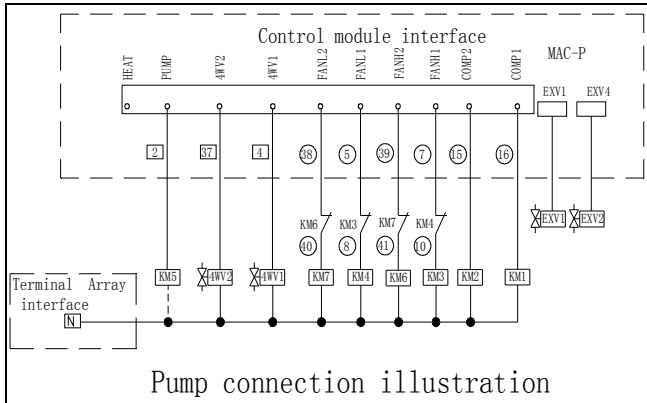 Control module interface
MAC-P
HEAT
PUMP
4WV2
4WV1
FANL2
FANL1
FANH2
FANH1
COMP2
COMP1
EXV1
EXV4
2
37
4
38
5
39
7
15
16
KM6
KM3
KM7
KM4
40
8
41
10
EXV1
EXV2
Terminal Array
interface
N
KM5
4WV2
4WV1
KM7
KM4
KM6
KM3
KM2
KM1
Pump connection illustration